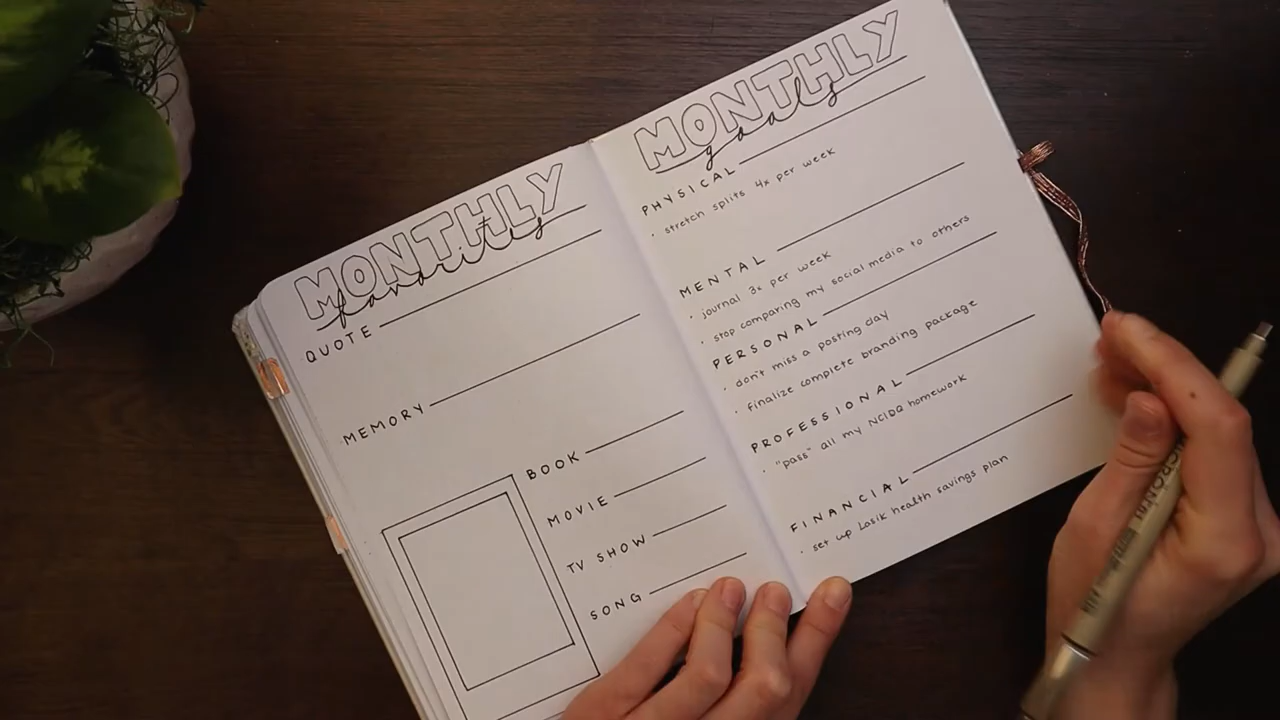 MONTHLY
favorites
QUOTE
MEMORY
BOOK
MOVIE
TV SHOW
SONG
MONTHLY
goals
PHYSICAL
· stretch splits 4x per week
MENTAL
· journal 3x per week
· stop comparing my social media to others
PERSONAL
· don't miss a posting day
· finalize complete branding package
PROFESSIONAL
· "pass" all my NCIDQ homework
FINANCIAL
· set up Lasik health savings plan
MICRON